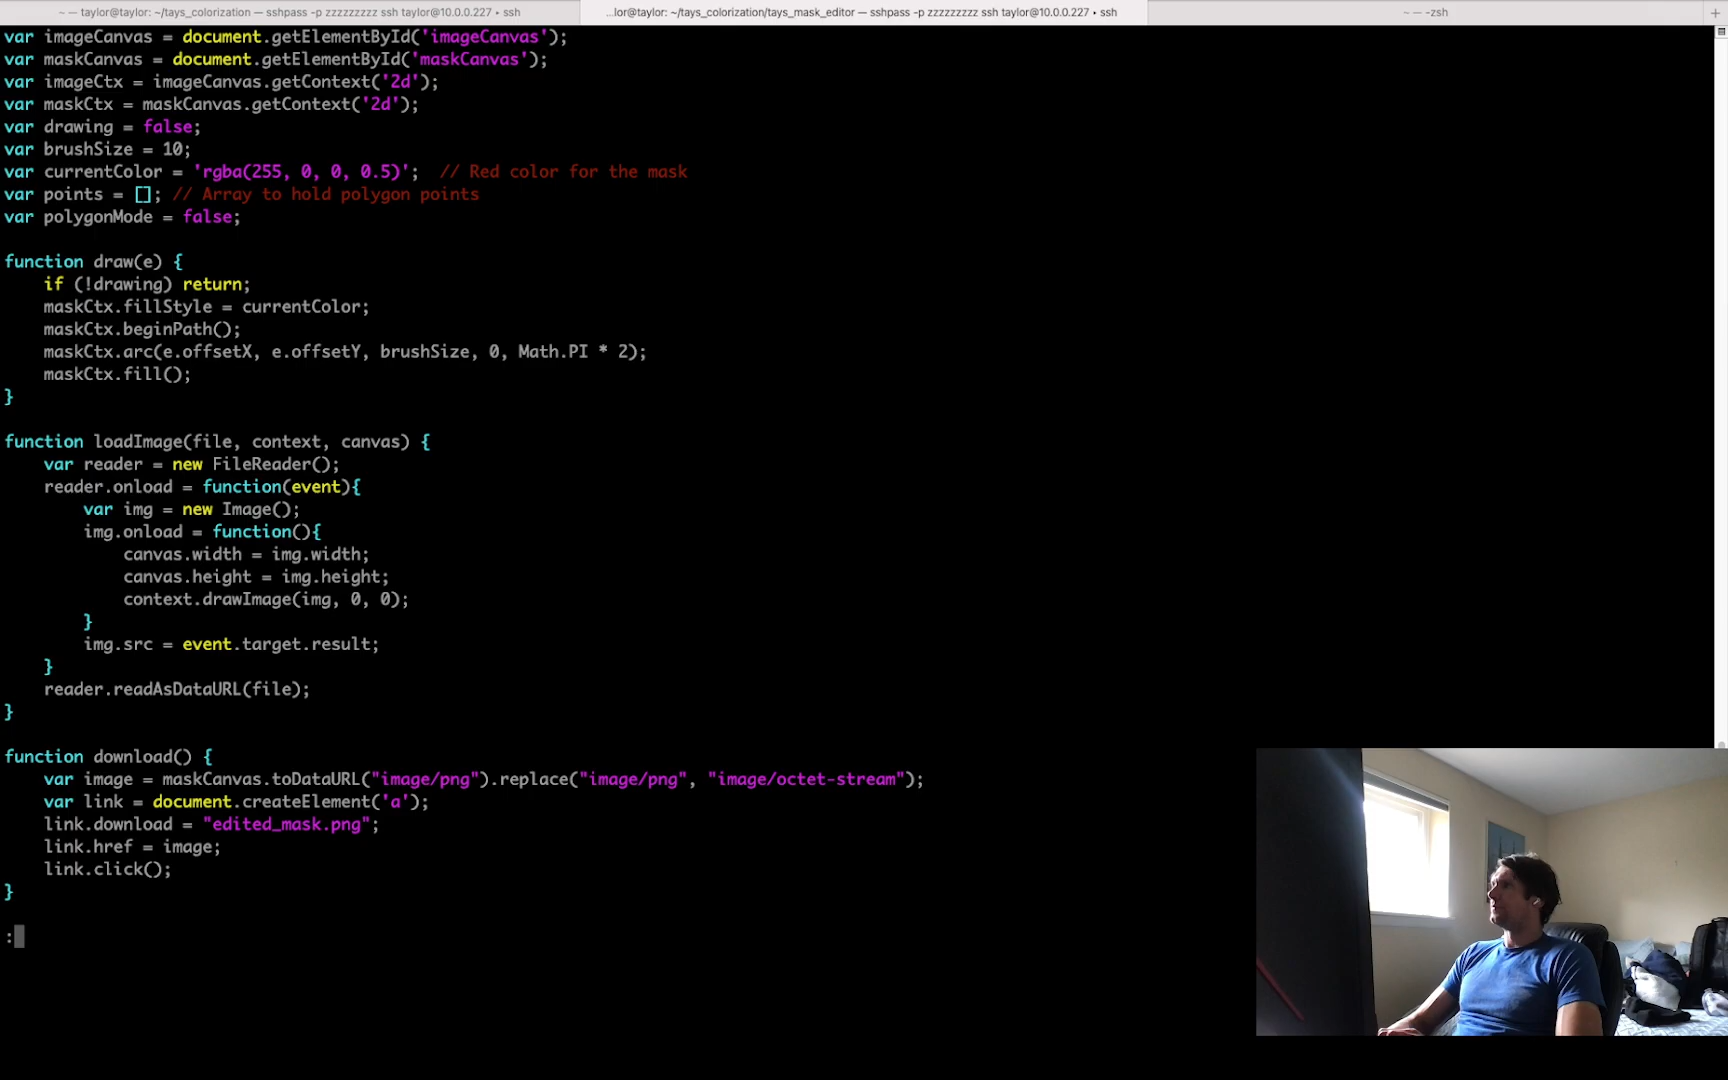 ~ — taylor@taylor: ~/tays_colorization — sshpass -p zzzzzzzzz ssh taylor@10.0.0.227 • ssh
...lor@taylor: ~/tays_colorization/tays_mask_editor — sshpass -p zzzzzzzzz ssh taylor@10.0.0.227 • ssh
~ — -zsh
+
var imageCanvas = document.getElementById('imageCanvas');
var maskCanvas = document.getElementById('maskCanvas');
var imageCtx = imageCanvas.getContext('2d');
var maskCtx = maskCanvas.getContext('2d');
var drawing = false;
var brushSize = 10;
var currentColor = 'rgba(255, 0, 0, 0.5)';  // Red color for the mask
var points = []; // Array to hold polygon points
var polygonMode = false;

function draw(e) {
    if (!drawing) return;
    maskCtx.fillStyle = currentColor;
    maskCtx.beginPath();
    maskCtx.arc(e.offsetX, e.offsetY, brushSize, 0, Math.PI * 2);
    maskCtx.fill();
}

function loadImage(file, context, canvas) {
    var reader = new FileReader();
    reader.onload = function(event){
        var img = new Image();
        img.onload = function(){
            canvas.width = img.width;
            canvas.height = img.height;
            context.drawImage(img, 0, 0);
        }
        img.src = event.target.result;
    }
    reader.readAsDataURL(file);
}

function download() {
    var image = maskCanvas.toDataURL("image/png").replace("image/png", "image/octet-stream");
    var link = document.createElement('a');
    link.download = "edited_mask.png";
    link.href = image;
    link.click();
}

: